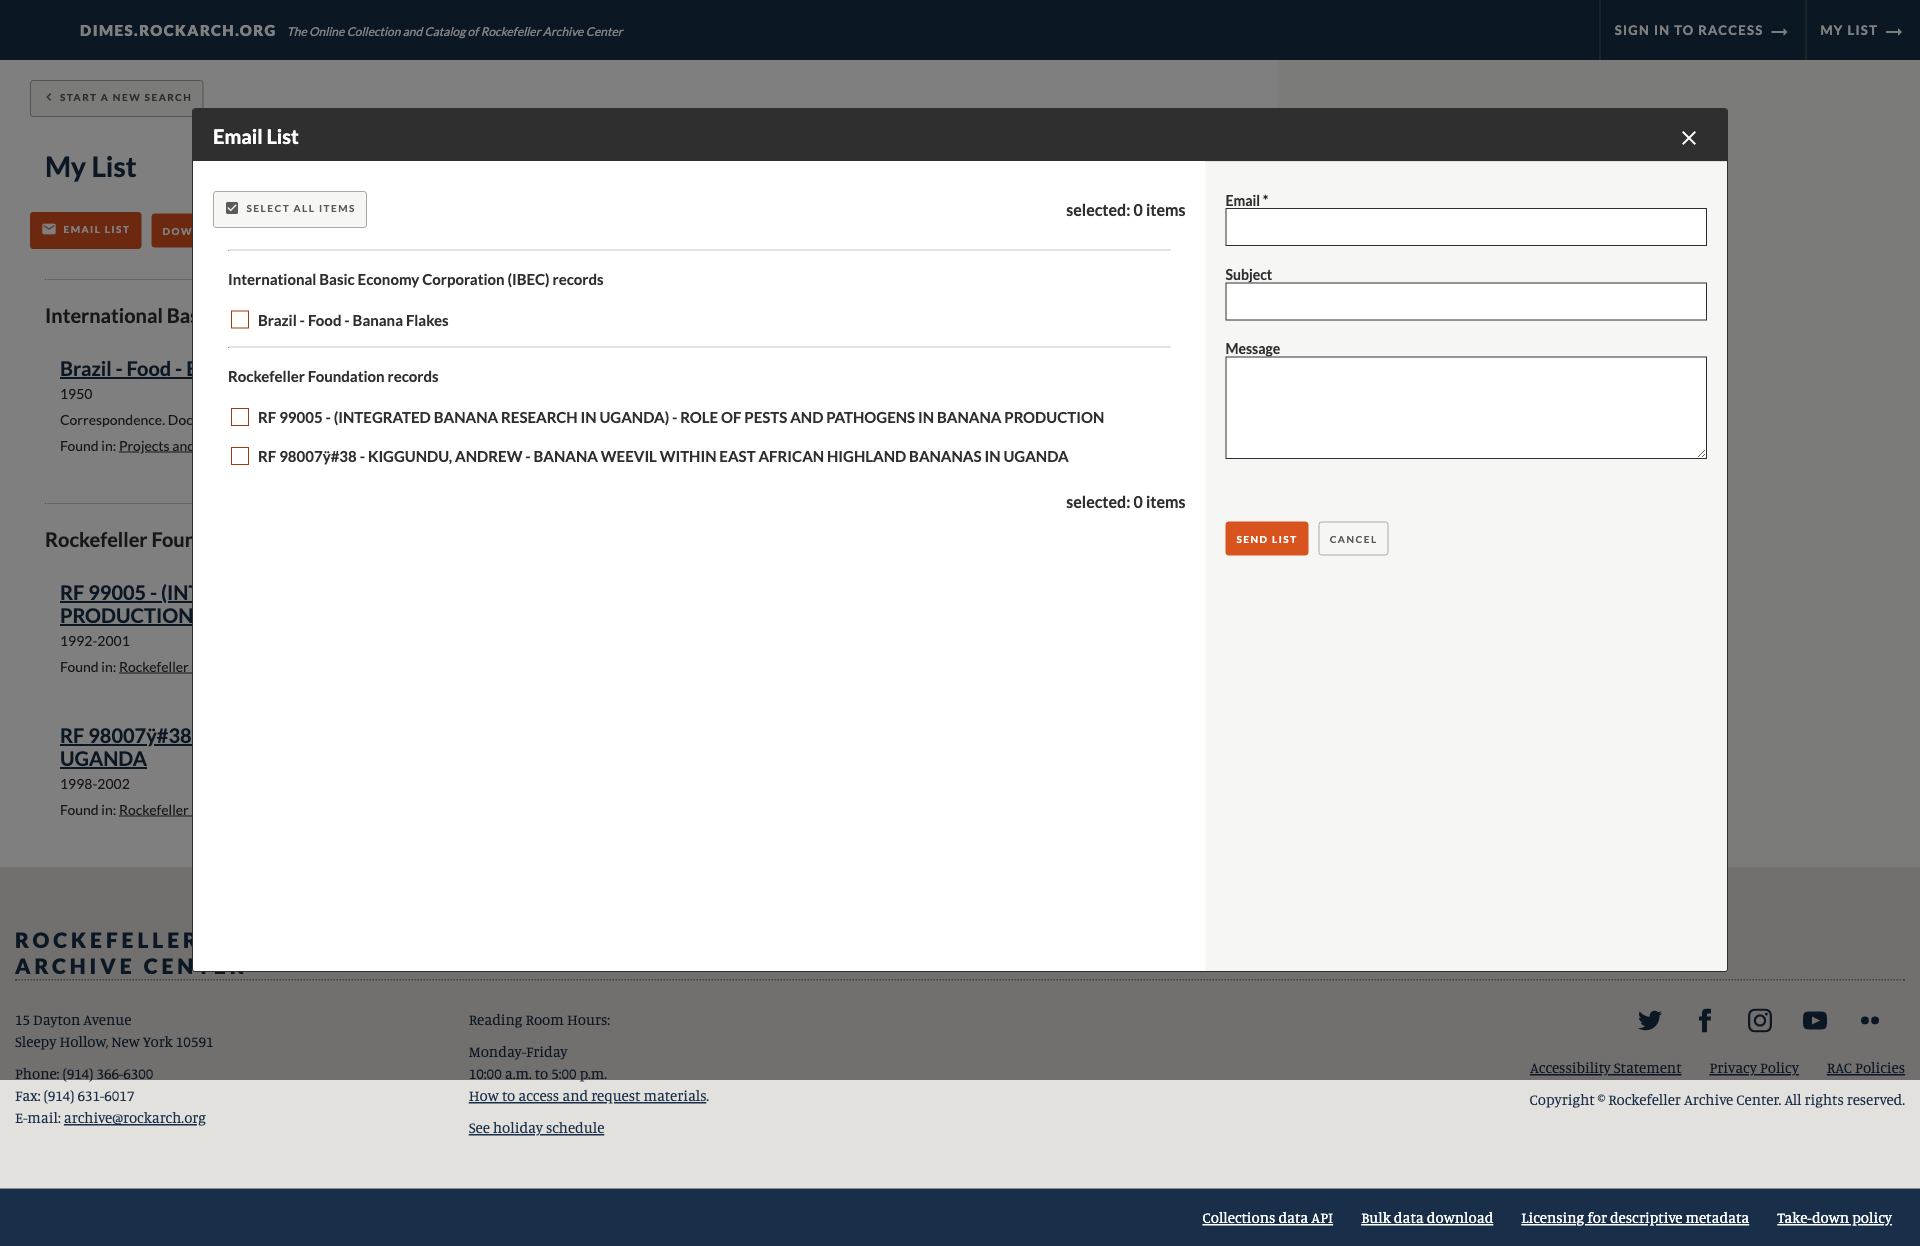 DIMES.ROCKARCH.ORG The Online Collection and Catalog of Rockefeller Archive Center
SIGN IN TO RACCESS
MY LIST
START A NEW SEARCH
My List
EMAIL LIST
DOW
International Bas
Brazil - Food -
1950
Correspondence. Doc
Found in: Projects and
Rockefeller Four
RF 99005 - (INT
PRODUCTION
1992-2001
Found in: Rockefeller
RF 98007ÿ#38
UGANDA
1998-2002
Found in: Rockefeller
Email List
SELECT ALL ITEMS
selected: 0 items
International Basic Economy Corporation (IBEC) records
Brazil - Food - Banana Flakes
Rockefeller Foundation records
RF 99005 - (INTEGRATED BANANA RESEARCH IN UGANDA) - ROLE OF PESTS AND PATHOGENS IN BANANA PRODUCTION
RF 98007ÿ#38 - KIGGUNDU, ANDREW - BANANA WEEVIL WITHIN EAST AFRICAN HIGHLAND BANANAS IN UGANDA
selected: 0 items
Email *
Subject
Message
SEND LIST
CANCEL
ROCKEFELLER
ARCHIVE CENTER
15 Dayton Avenue
Sleepy Hollow, New York 10591
Phone: (914) 366-6300
Fax: (914) 631-6017
E-mail: archive@rockarch.org
Reading Room Hours:
Monday-Friday
10:00 a.m. to 5:00 p.m.
How to access and request materials.
See holiday schedule
Accessibility Statement
Privacy Policy
RAC Policies
Copyright © Rockefeller Archive Center. All rights reserved.
Collections data API
Bulk data download
Licensing for descriptive metadata
Take-down policy